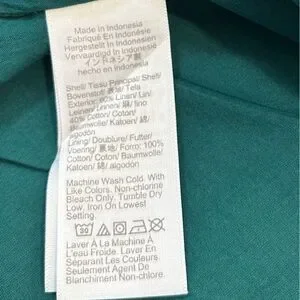 Made In Indonesia
Fabriqué En Indonésie
Hergestellt In Indonesien
Vervaardigd In Indonesië
インドネシア製
hecho en indonesia
Shell/ Tissu Principal/ Shell/
Bovenstof/ 表地/ Tela
Exterior: 60% Linen/ Lin/
Leinen/ Linnen/ 麻/ lino
40% Cotton/ Coton/
Baumwolle/ Katoen/ 綿/
algodón
Lining/ Doublure/ Futter/
Voering/ 裏地/ Forro: 100%
Cotton/ Coton/ Baumwolle/
Katoen/ 綿/ algodón
Machine Wash Cold. With
Like Colors. Non-chlorine
Bleach Only. Tumble Dry
Low. Iron On Lowest
Setting.
30
Laver À La Machine À
L'eau Froide. Laver En
Séparant Les Couleurs
Seulement Agent De
Blanchiment Non